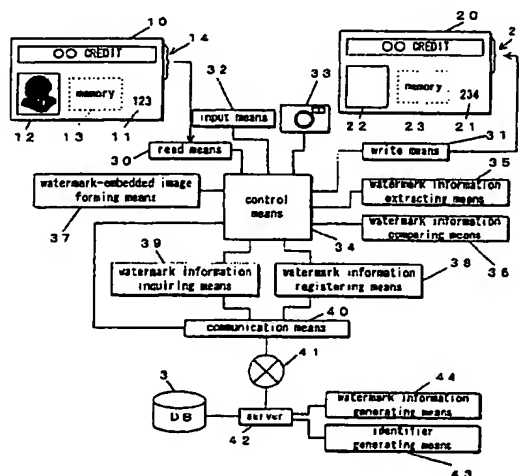 10
14
OO CREDIT
memory
123
12
13
11
32
input means
33
20
2
OO CREDIT
memory
234
22
23
21
31
30
read means
write means
35
watermark-embedded image
forming means
37
control
means
34
watermark information
extracting means
watermark information
comparing means
36
39
watermark information
inquiring means
watermark information
registering means
38
40
communication means
41
3
DB
server
42
44
watermark information
generating means
identifier
generating means
43